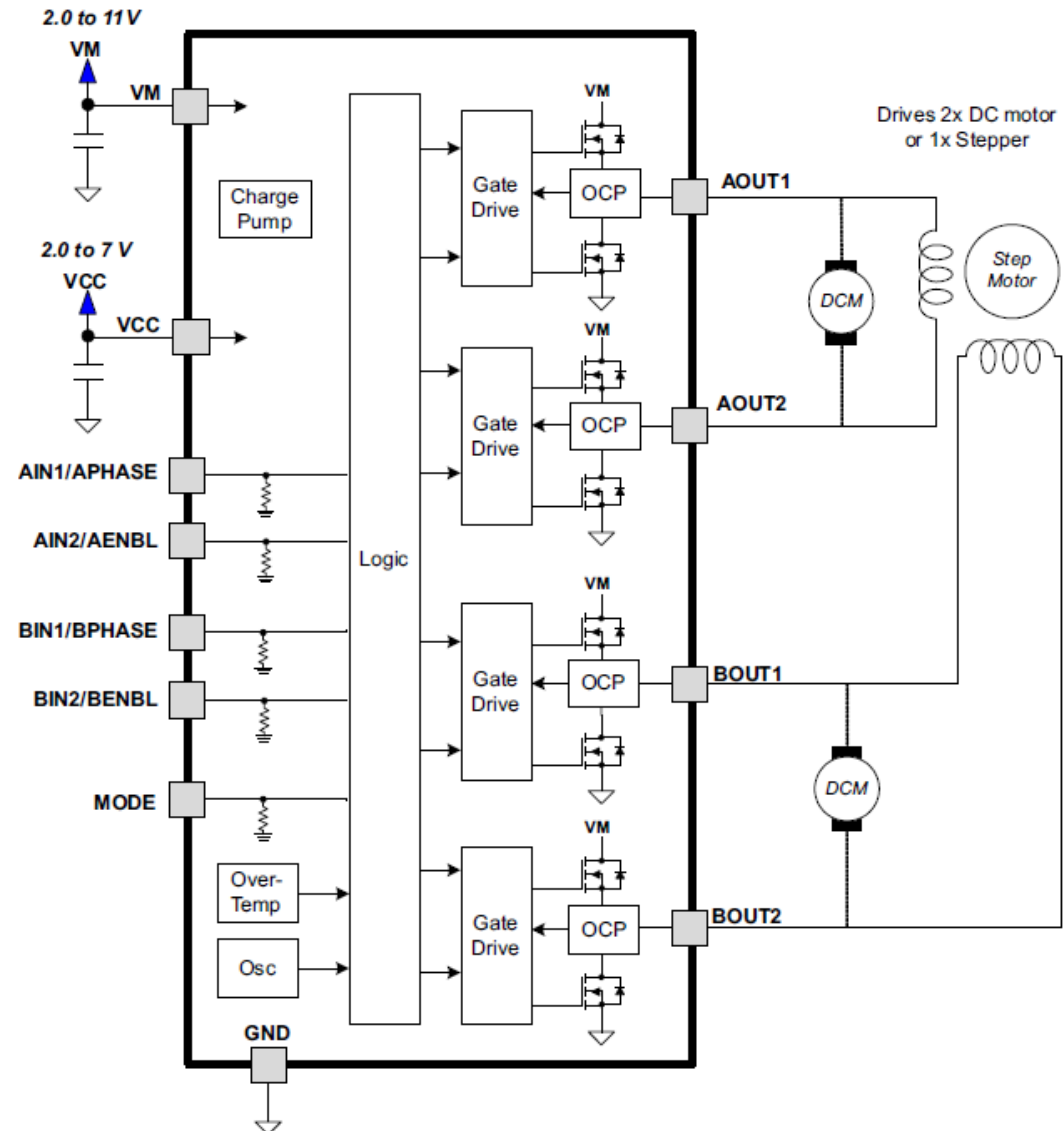 2.0 to 11V
VM
VM
Charge
Pump
2.0 to 7 V
VCC
VCC
AIN1/APHASE
AIN2/AENBL
BIN1/BPHASE
BIN2/BENBL
MODE
Over-
Temp
Osc
GND
Logic
Gate
Drive
VM
OCP
AOUT1
Gate
Drive
VM
OCP
AOUT2
Gate
Drive
VM
OCP
BOUT1
Gate
Drive
VM
OCP
BOUT2
Drives 2x DC motor
or 1x Stepper
DCM
Step
Motor
DCM